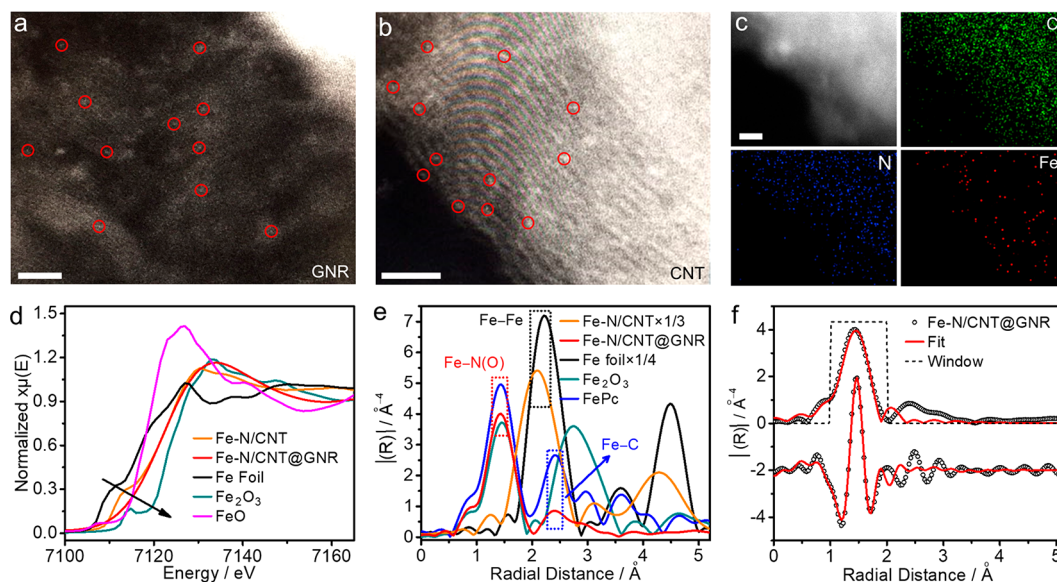 a
GNR
b
CNT
c
C
N
Fe
d
Normalized xμ(E)
1.5
1.2
0.9
0.6
0.3
0.0
Fe-N/CNT
Fe-N/CNT@GNR
Fe Foil
Fe₂O₃
FeO
7100
7120
7140
7165
Energy / eV
e
|(R)| / Å⁻⁴
8
7
6
5
4
3
2
1
0
Fe–Fe
Fe–N(O)
Fe–C
Fe-N/CNT×1/3
Fe-N/CNT@GNR
Fe foil×1/4
Fe₂O₃
FePc
0
1
2
3
4
5
Radial Distance / Å
f
|(R)| / Å⁻⁴
4
2
0
-2
-4
Fe-N/CNT@GNR
Fit
Window
0
1
2
3
4
5
Radial Distance / Å